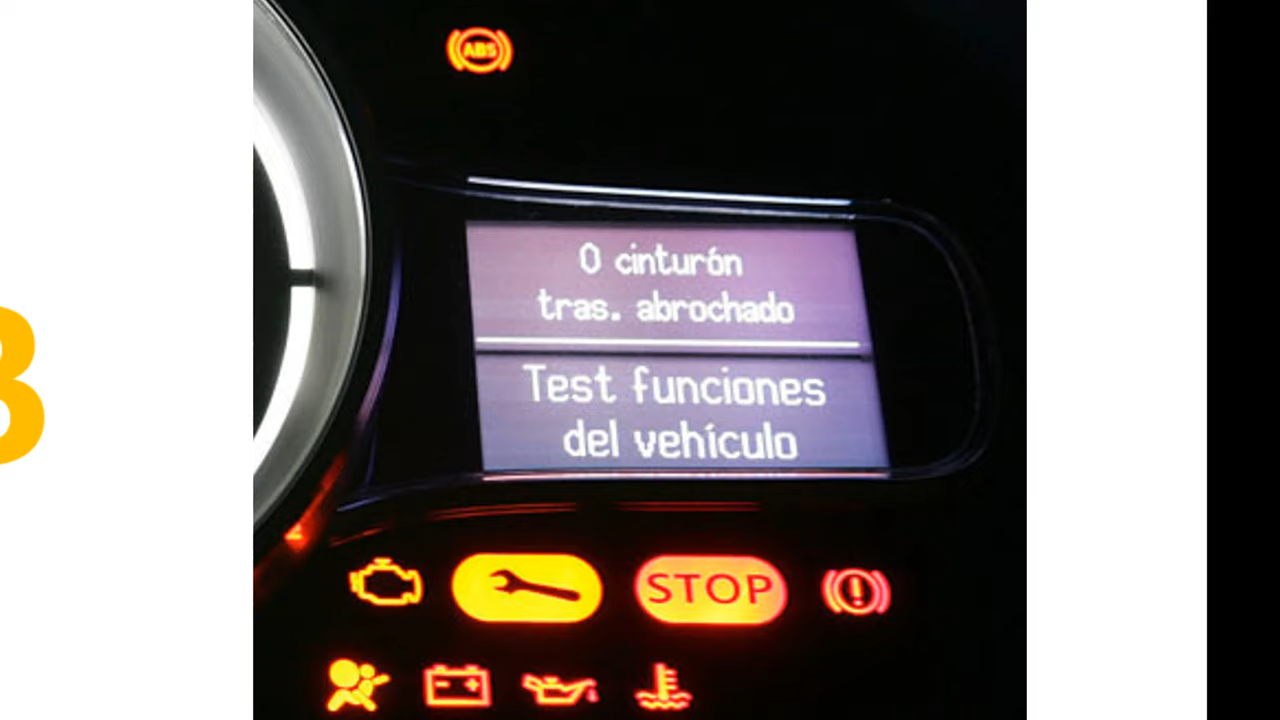 ABS
0 cinturón
tras. abrochado
Test funciones
del vehículo
STOP